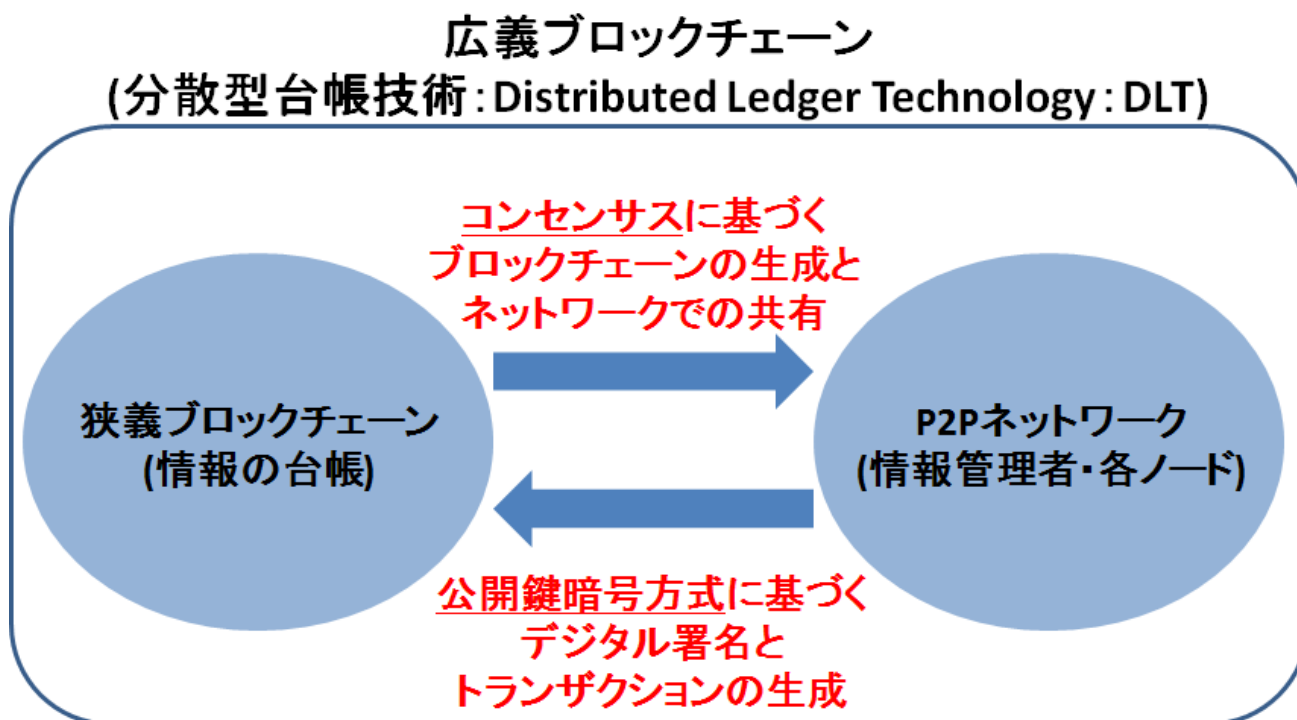 広義ブロックチェーン
(分散型台帳技術：Distributed Ledger Technology：DLT)
コンセンサスに基づく
ブロックチェーンの生成と
ネットワークでの共有
狭義ブロックチェーン
(情報の台帳)
P2Pネットワーク
(情報管理者・各ノード)
公開鍵暗号方式に基づく
デジタル署名と
トランザクションの生成